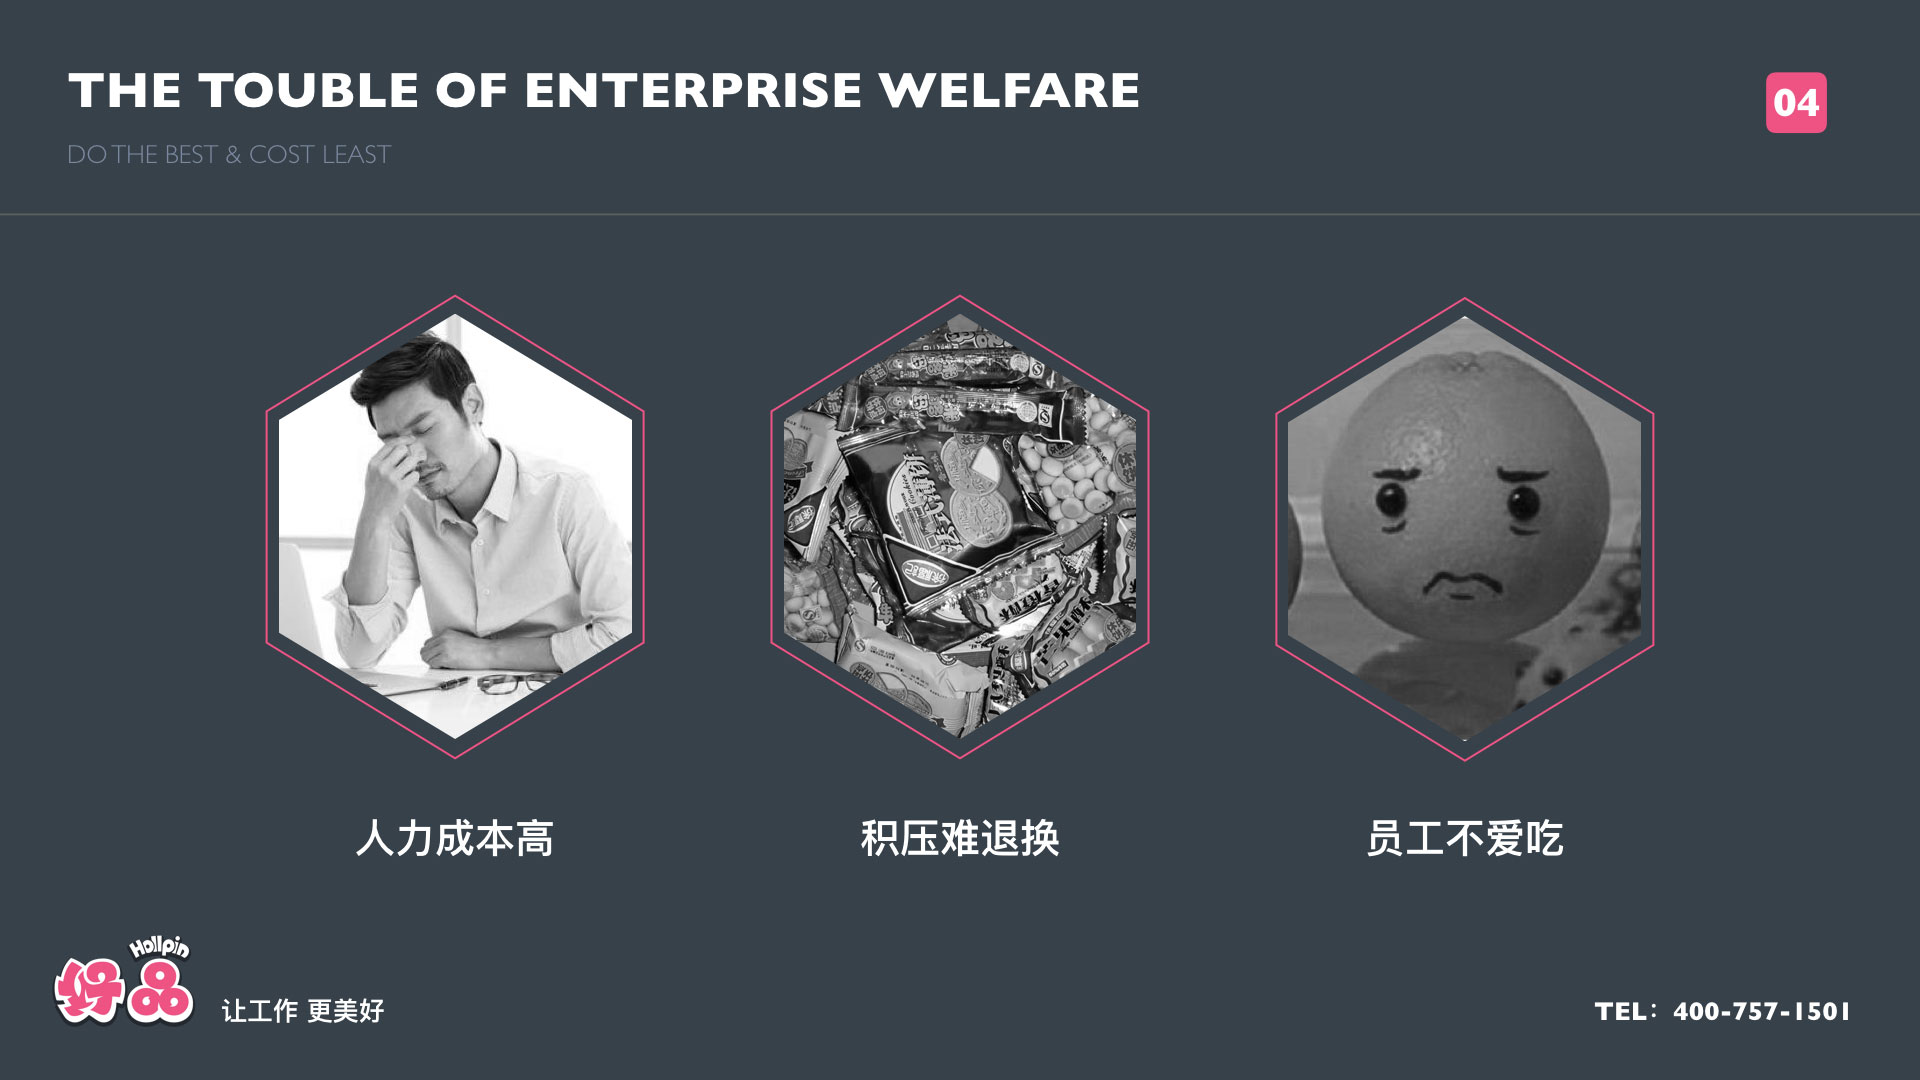 THE TOUBLE OF ENTERPRISE WELFARE
04
DO THE BEST & COST LEAST
人力成本高
积压难退换
员工不爱吃
Hollpin
好品
让工作 更美好
TEL：400-757-1501